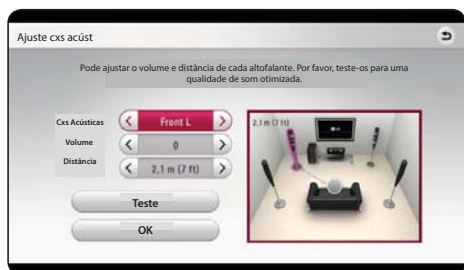 Ajuste cxs acúst
Pode ajustar o volume e distância de cada altofalante. Por favor, teste-os para uma
qualidade de som otimizada.
Cxs Acústicas
Front L
2,1 m (7 ft)
Volume
0
Distância
2,1 m (7 ft)
Teste
OK